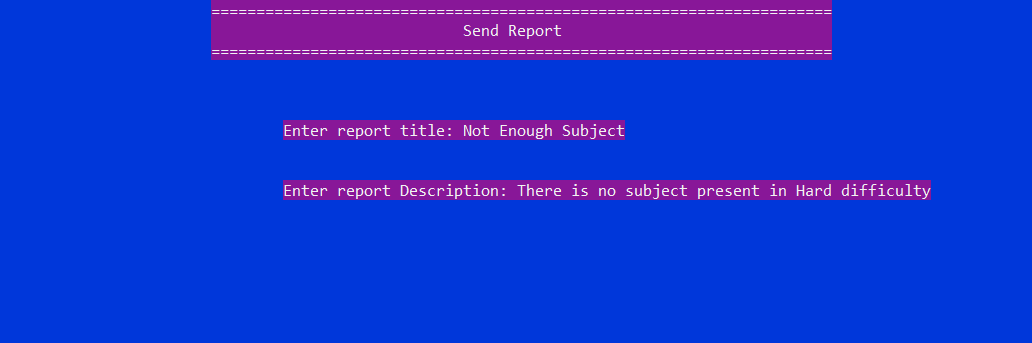 =====================================================================
Send Report
=====================================================================
Enter report title: Not Enough Subject
Enter report Description: There is no subject present in Hard difficulty